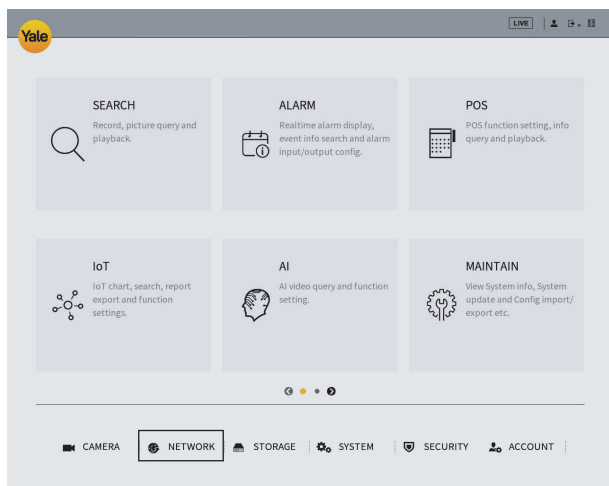 Yale
LIVE
SEARCH
Record, picture query and
playback.
ALARM
Realtime alarm display,
event info search and alarm
input/output config.
POS
POS function setting, info
query and playback.
IoT
IoT chart, search, report
export and function
settings.
AI
AI video query and function
setting.
MAINTAIN
View System info, System
update and Config import/
export etc.
CAMERA NETWORK STORAGE SYSTEM SECURITY ACCOUNT